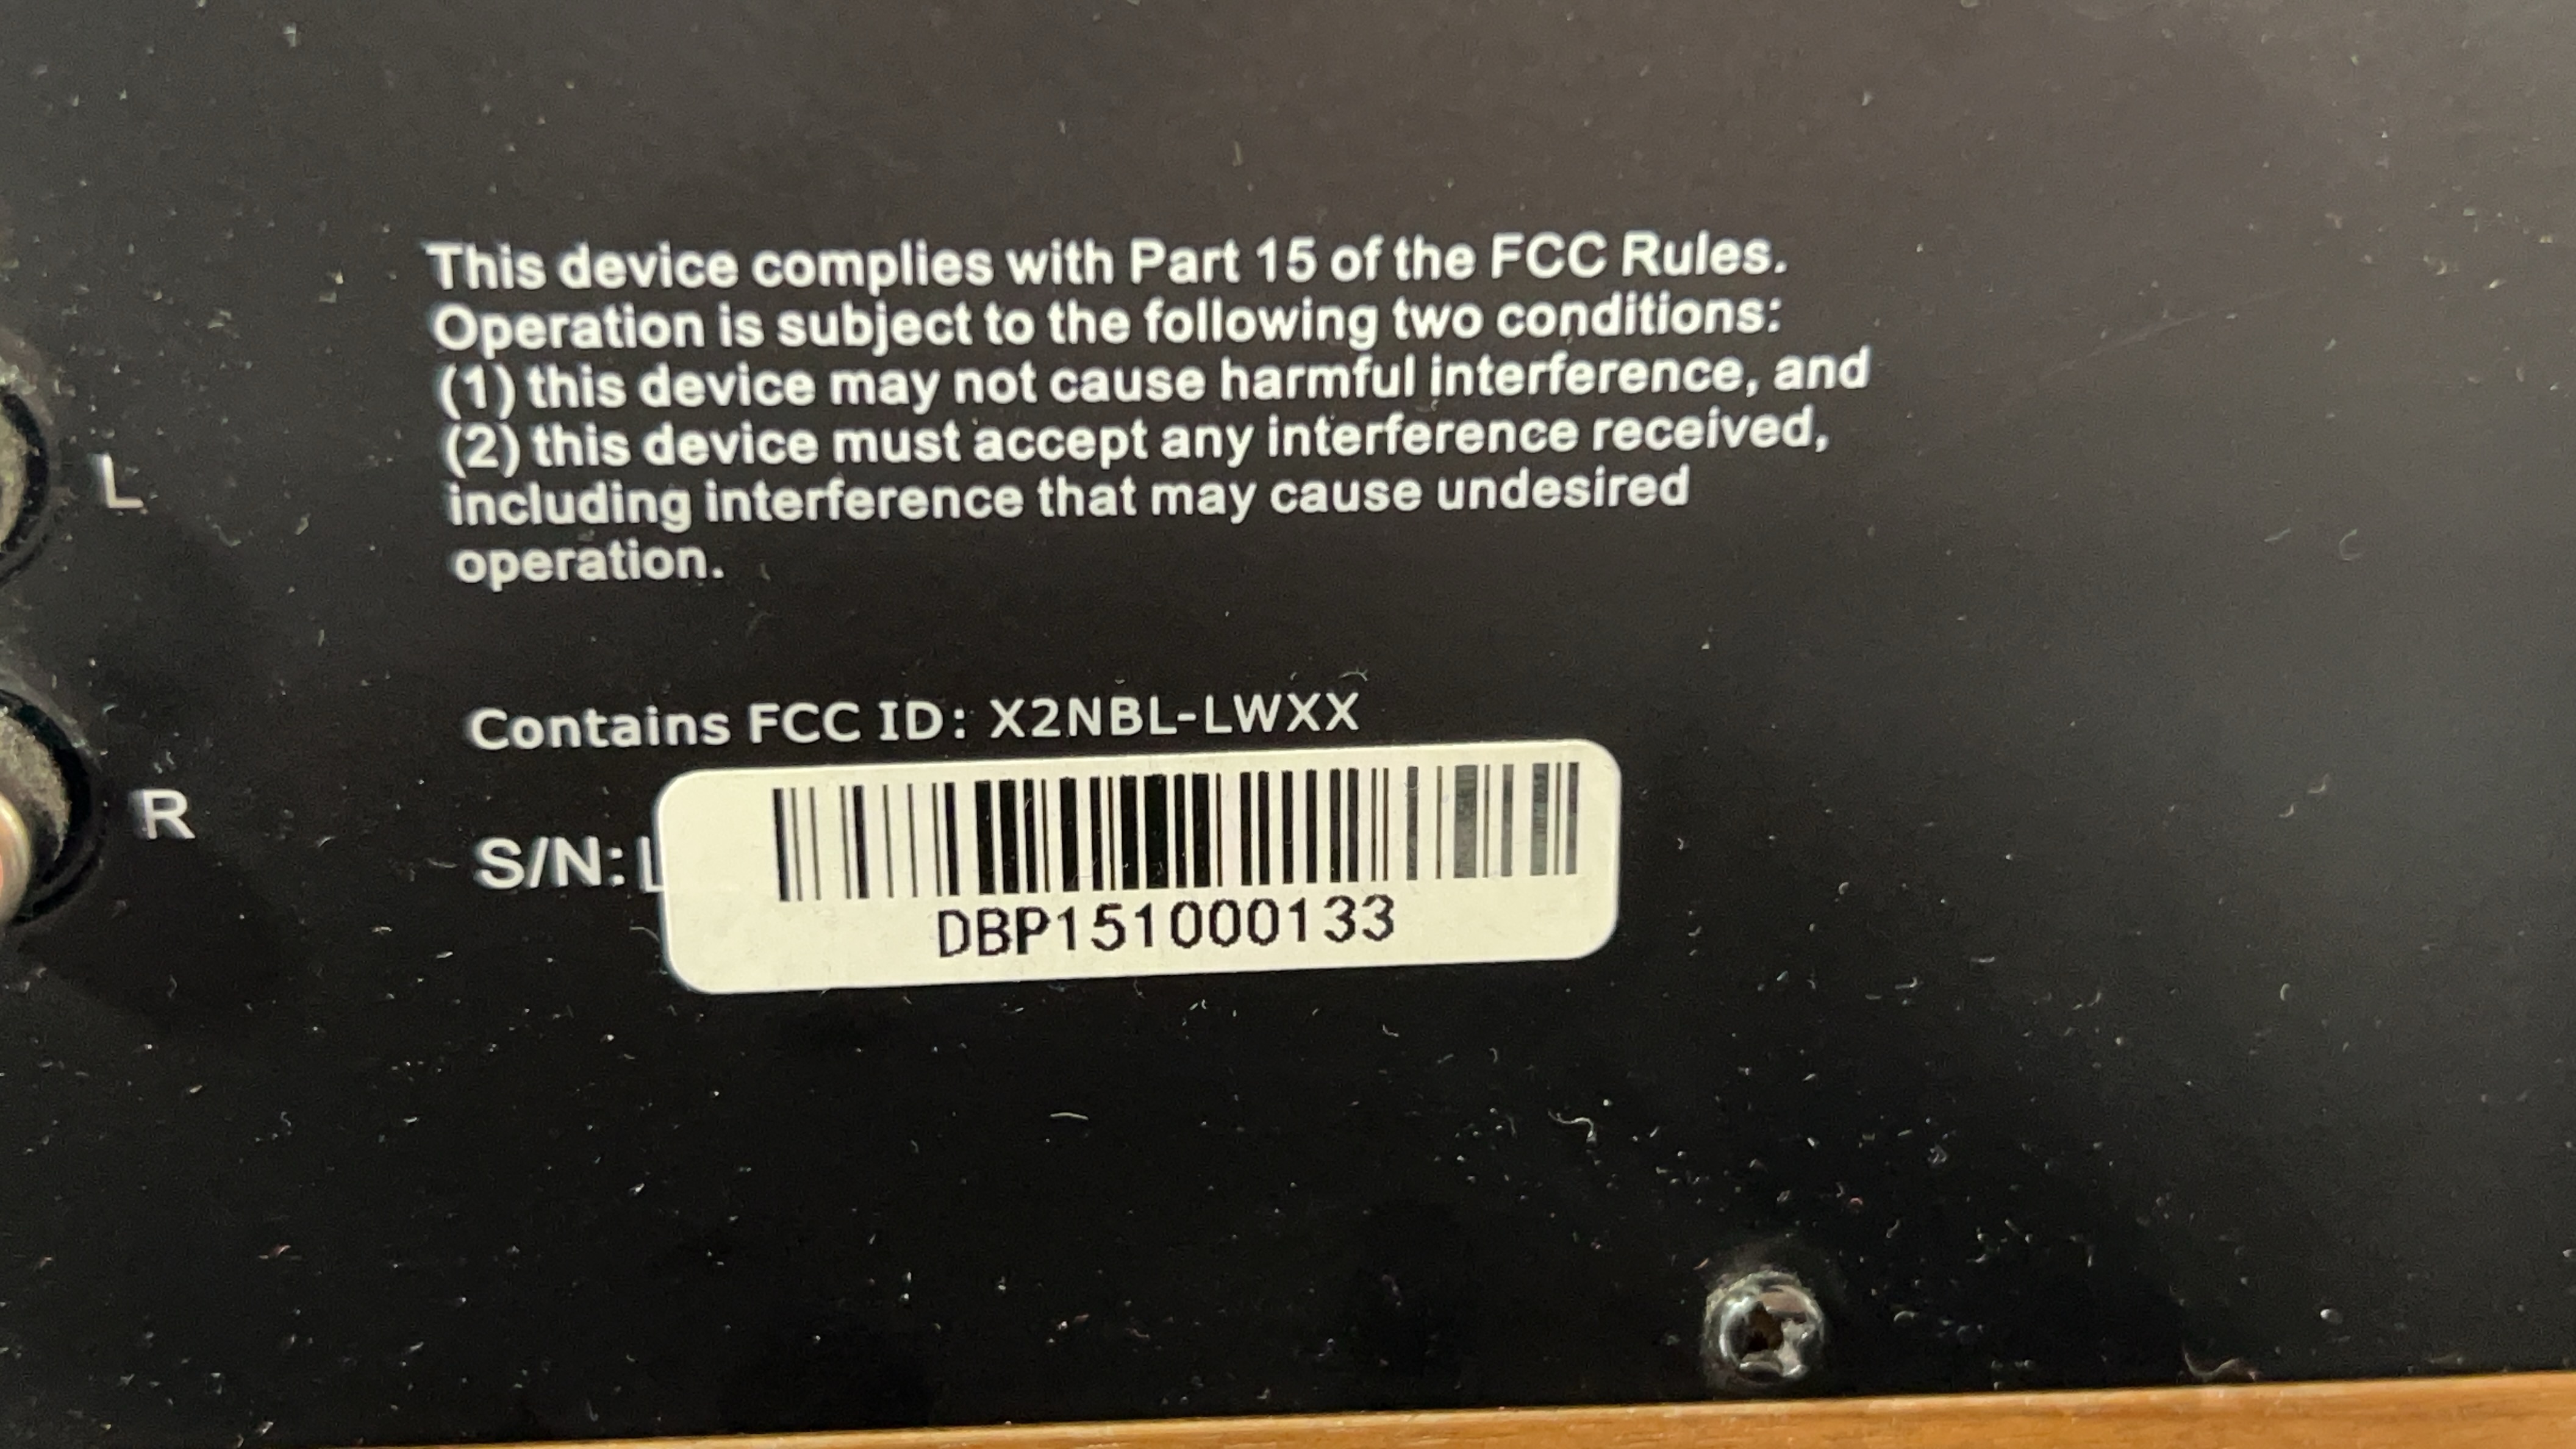 This device complies with Part 15 of the FCC Rules.
Operation is subject to the following two conditions:
(1) this device may not cause harmful interference, and
(2) this device must accept any interference received,
including interference that may cause undesired
operation.
L
Contains FCC ID: X2NBL-LWXX
R
S/N:
DBP151000133